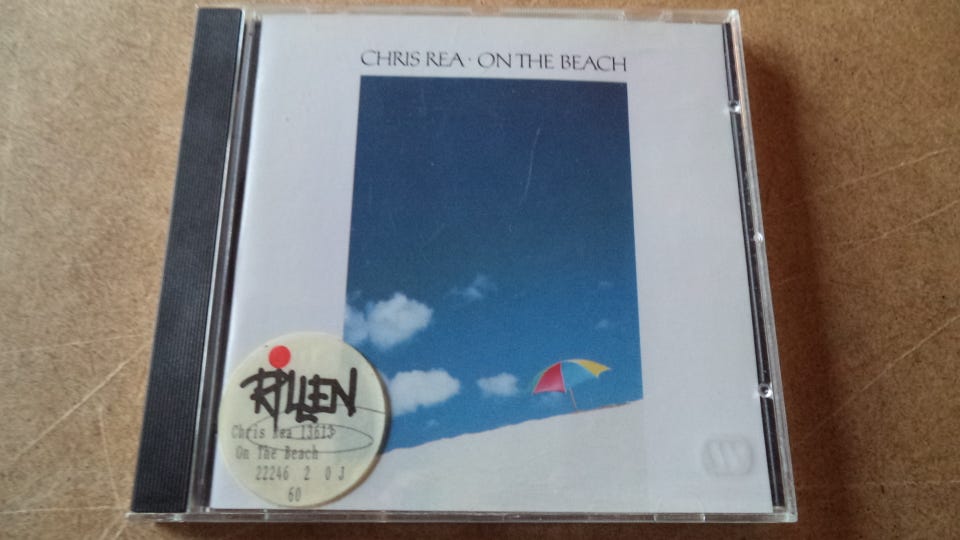 CHRIS REA · ON THE BEACH
RILLEN
Chris Rea 13613
On The Beach
22246 2 0 J
60